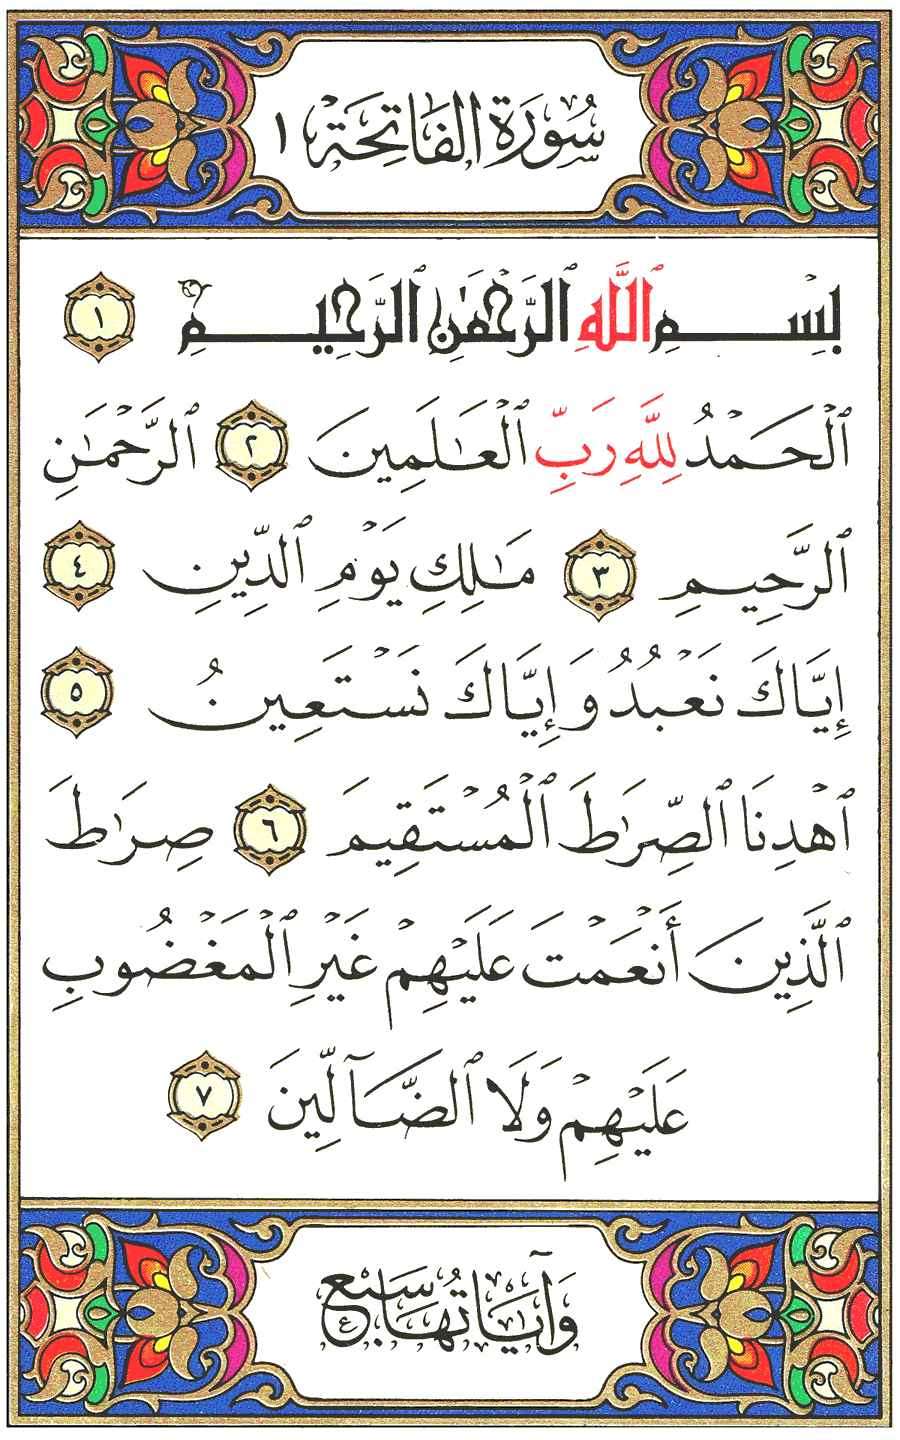 سُورَةُ الفَاتِحَةِ ١
بِسْمِ ٱللَّهِ ٱلرَّحْمَٰنِ ٱلرَّحِيمِ ١
ٱلْحَمْدُ لِلَّهِ رَبِّ ٱلْعَٰلَمِينَ ٢ ٱلرَّحْمَٰنِ
ٱلرَّحِيمِ ٣ مَٰلِكِ يَوْمِ ٱلدِّينِ ٤
إِيَّاكَ نَعْبُدُ وَإِيَّاكَ نَسْتَعِينُ ٥
ٱهْدِنَا ٱلصِّرَٰطَ ٱلْمُسْتَقِيمَ ٦ صِرَٰطَ
ٱلَّذِينَ أَنْعَمْتَ عَلَيْهِمْ غَيْرِ ٱلْمَغْضُوبِ
عَلَيْهِمْ وَلَا ٱلضَّآلِّينَ ٧
وَآيَاتُهَا سَبْعٌ